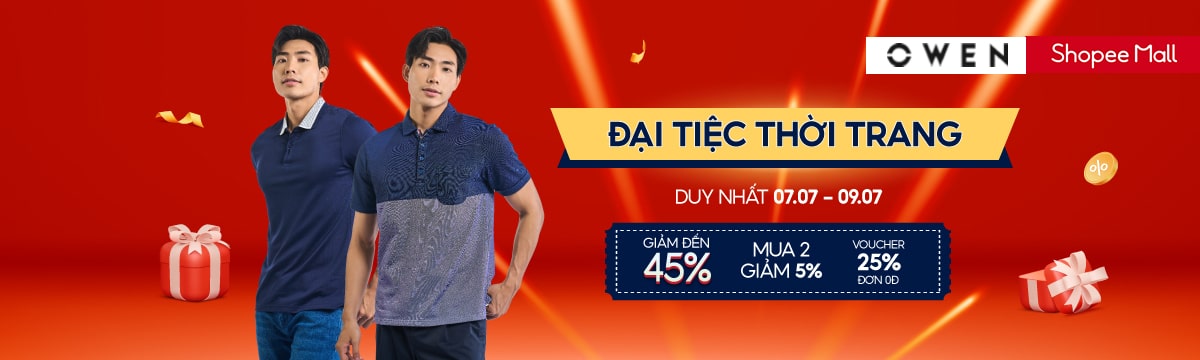 OWEN
Shopee Mall
ĐẠI TIỆC THỜI TRANG
DUY NHẤT 07.07 – 09.07
GIẢM ĐẾN
45%
MUA 2
GIẢM 5%
VOUCHER
25%
ĐƠN 0Đ